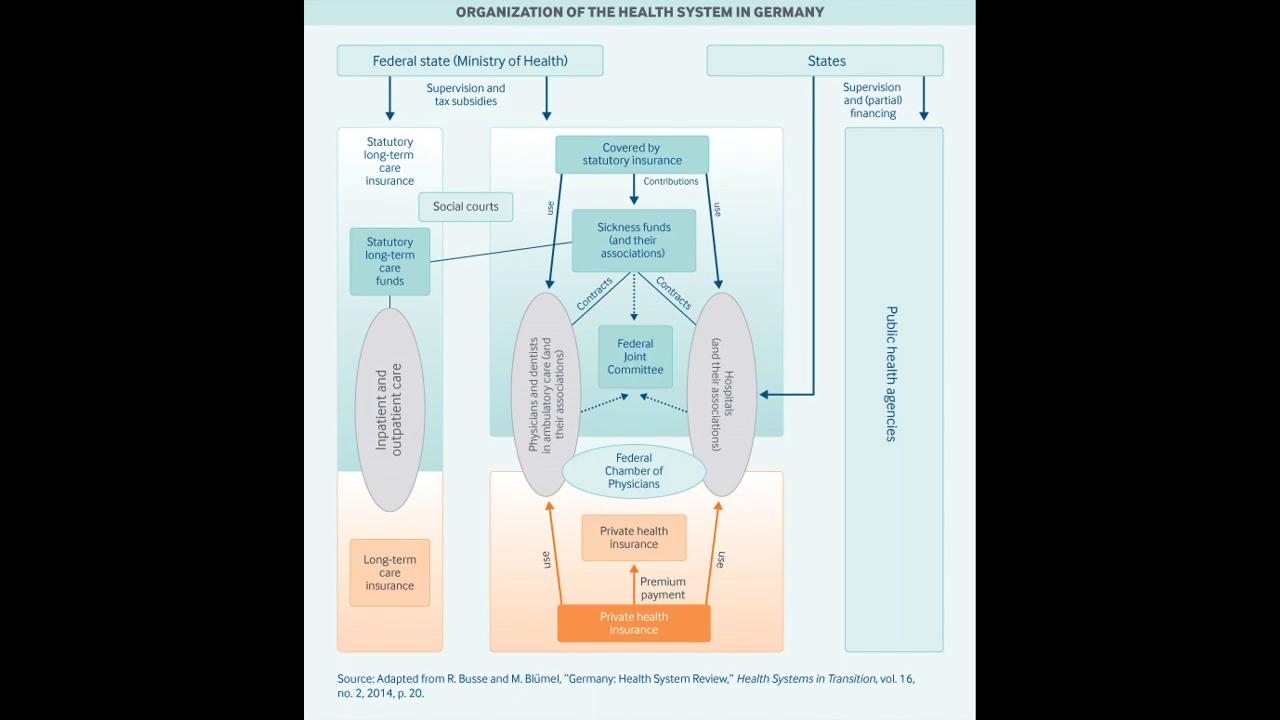 ORGANIZATION OF THE HEALTH SYSTEM IN GERMANY
Federal state (Ministry of Health)
States
Supervision and
tax subsidies
Supervision
and (partial)
financing
Statutory
long-term
care
insurance
Covered by
statutory insurance
Contributions
use
use
Social courts
Sickness funds
(and their
associations)
Statutory
long-term
care
funds
Contracts
Contracts
Federal
Joint
Committee
Inpatient and
outpatient care
Physicians and dentists
in ambulatory care (and
their associations)
Hospitals
(and their associations)
Public health agencies
Federal
Chamber of
Physicians
Private health
insurance
use
use
Long-term
care
insurance
Premium
payment
Private health
insurance
Source: Adapted from R. Busse and M. Blümel, "Germany: Health System Review," Health Systems in Transition, vol. 16,
no. 2, 2014, p. 20.